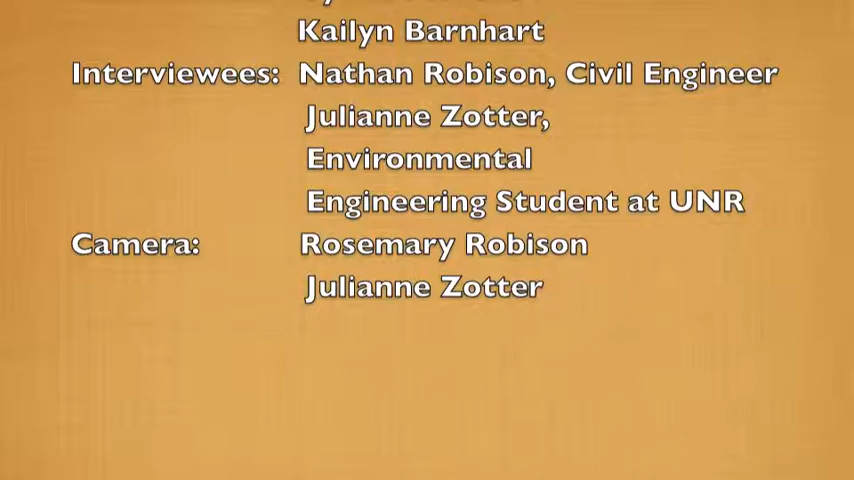 Kailyn Barnhart
Interviewees: Nathan Robison, Civil Engineer
Julianne Zotter,
Environmental
Engineering Student at UNR
Camera: Rosemary Robison
Julianne Zotter